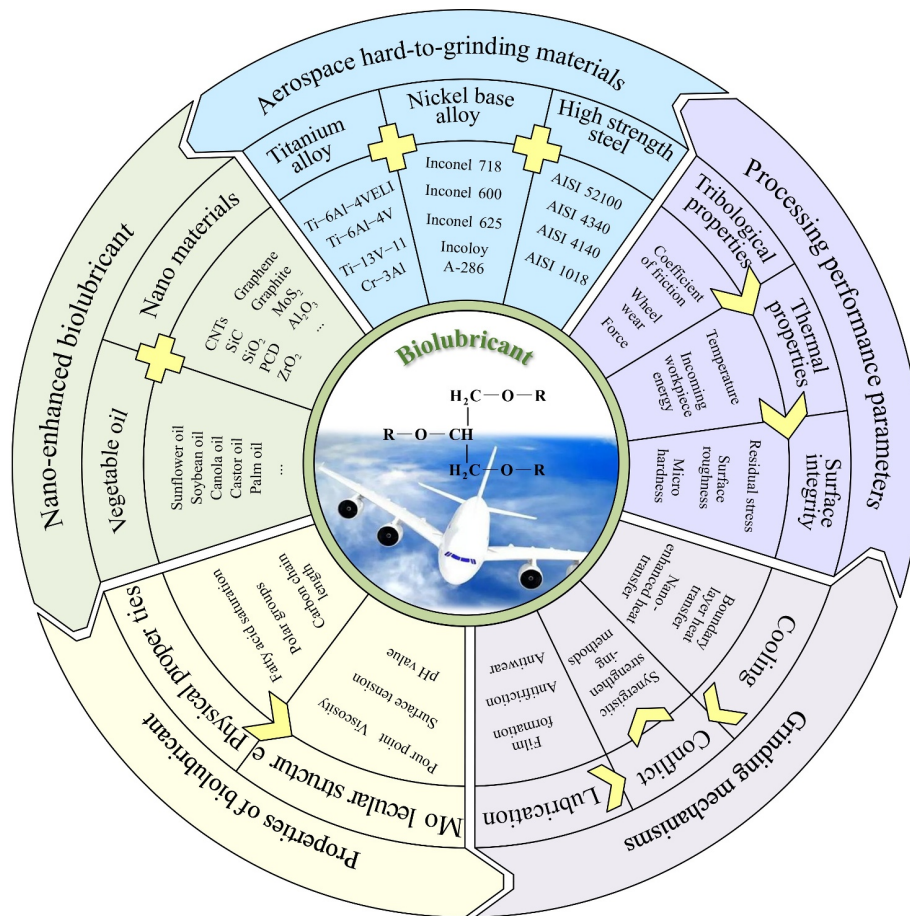 Aerospace hard-to-grinding materials
Titanium
alloy
Nickel base
alloy
High strength
steel
Ti–6Al–4VELI
Ti–6Al–4V
Ti–13V–11
Cr–3Al
Inconel 718
Inconel 600
Inconel 625
Incoloy
A-286
AISI 52100
AISI 4340
AISI 4140
AISI 1018
Processing performance parameters
Tribological
properties
Thermal
properties
Surface
integrity
Coefficient
of friction
Wheel
wear
Force
Temperature
Incoming
workpiece
energy
Residual stress
Surface
roughness
Micro
hardness
Grinding mechanisms
Cooling
Conflict
Lubrication
Boundary
layer heat
transfer
Nano-
enhanced heat
transfer
Synergistic
strengthen
-ing
methods
Film
formation
Antifriction
Antiwear
Properties of biolubricant
Mo lecular structur e
Physical proper ties
Pour point
Viscosity
Surface tension
pH value
Fatty acid saturation
Polar groups
Carbon chain
length
Nano-enhanced biolubricant
Nano materials
Vegetable oil
Graphene
Graphite
MoS2
Al2O3
...
CNTs
SiC
SiO2
PCD
ZrO2
Sunflower oil
Soybean oil
Canola oil
Castor oil
Palm oil
...
Biolubricant
H2C—O—R
R—O—CH
H2C—O—R